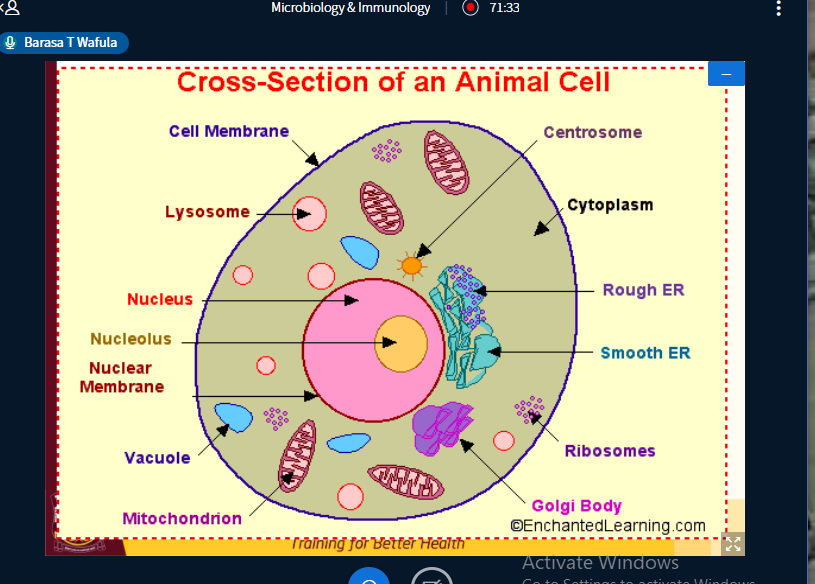 Microbiology & Immunology
71:33
Barasa T Wafula
Cross-Section of an Animal Cell
Cell Membrane
Centrosome
Lysosome
Cytoplasm
Nucleus
Rough ER
Nucleolus
Smooth ER
Nuclear
Membrane
Vacuole
Ribosomes
Mitochondrion
Golgi Body
©EnchantedLearning.com
Training for Better Health
Activate Windows
Go to Settings to activate Windows